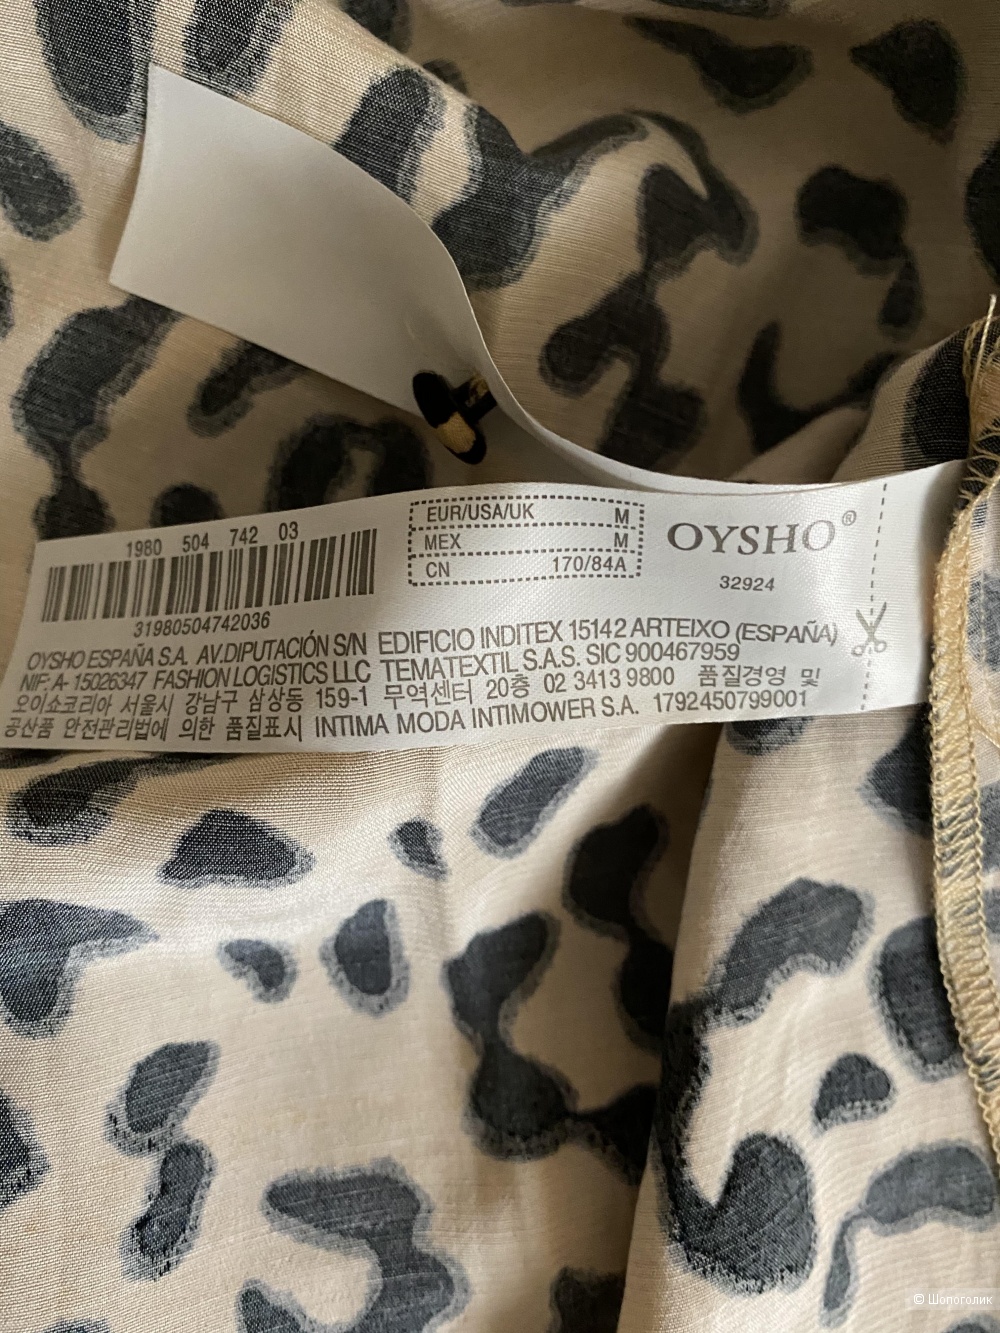 1980 504 742 03
31980504742036
EUR/USA/UK M
MEX M
CN 170/84A
OYSHO®
32924
OYSHO ESPAÑA S.A. AV.DIPUTACIÓN S/N EDIFICIO INDITEX 15142 ARTEIXO (ESPAÑA)
NIF: A- 15026347 FASHION LOGISTICS LLC TEMATEXTIL S.A.S. SIC 900467959
오이쇼코리아 서울시 강남구 삼상동 159-1 무역센터 20층 02 3413 9800 품질경영 및
공산품 안전관리법에 의한 품질표시 INTIMA MODA INTIMOWER S.A. 1792450799001
© Шопоголик